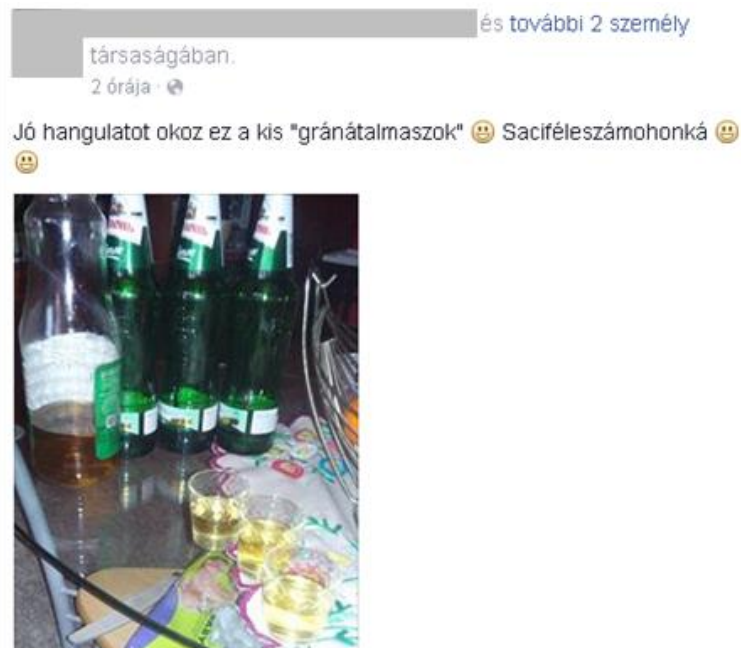 és további 2 személy
társaságában.
2 órája ·
Jó hangulatot okoz ez a kis "gránátalmaszok" 😃 Saciféleszámohonká 😃
😃